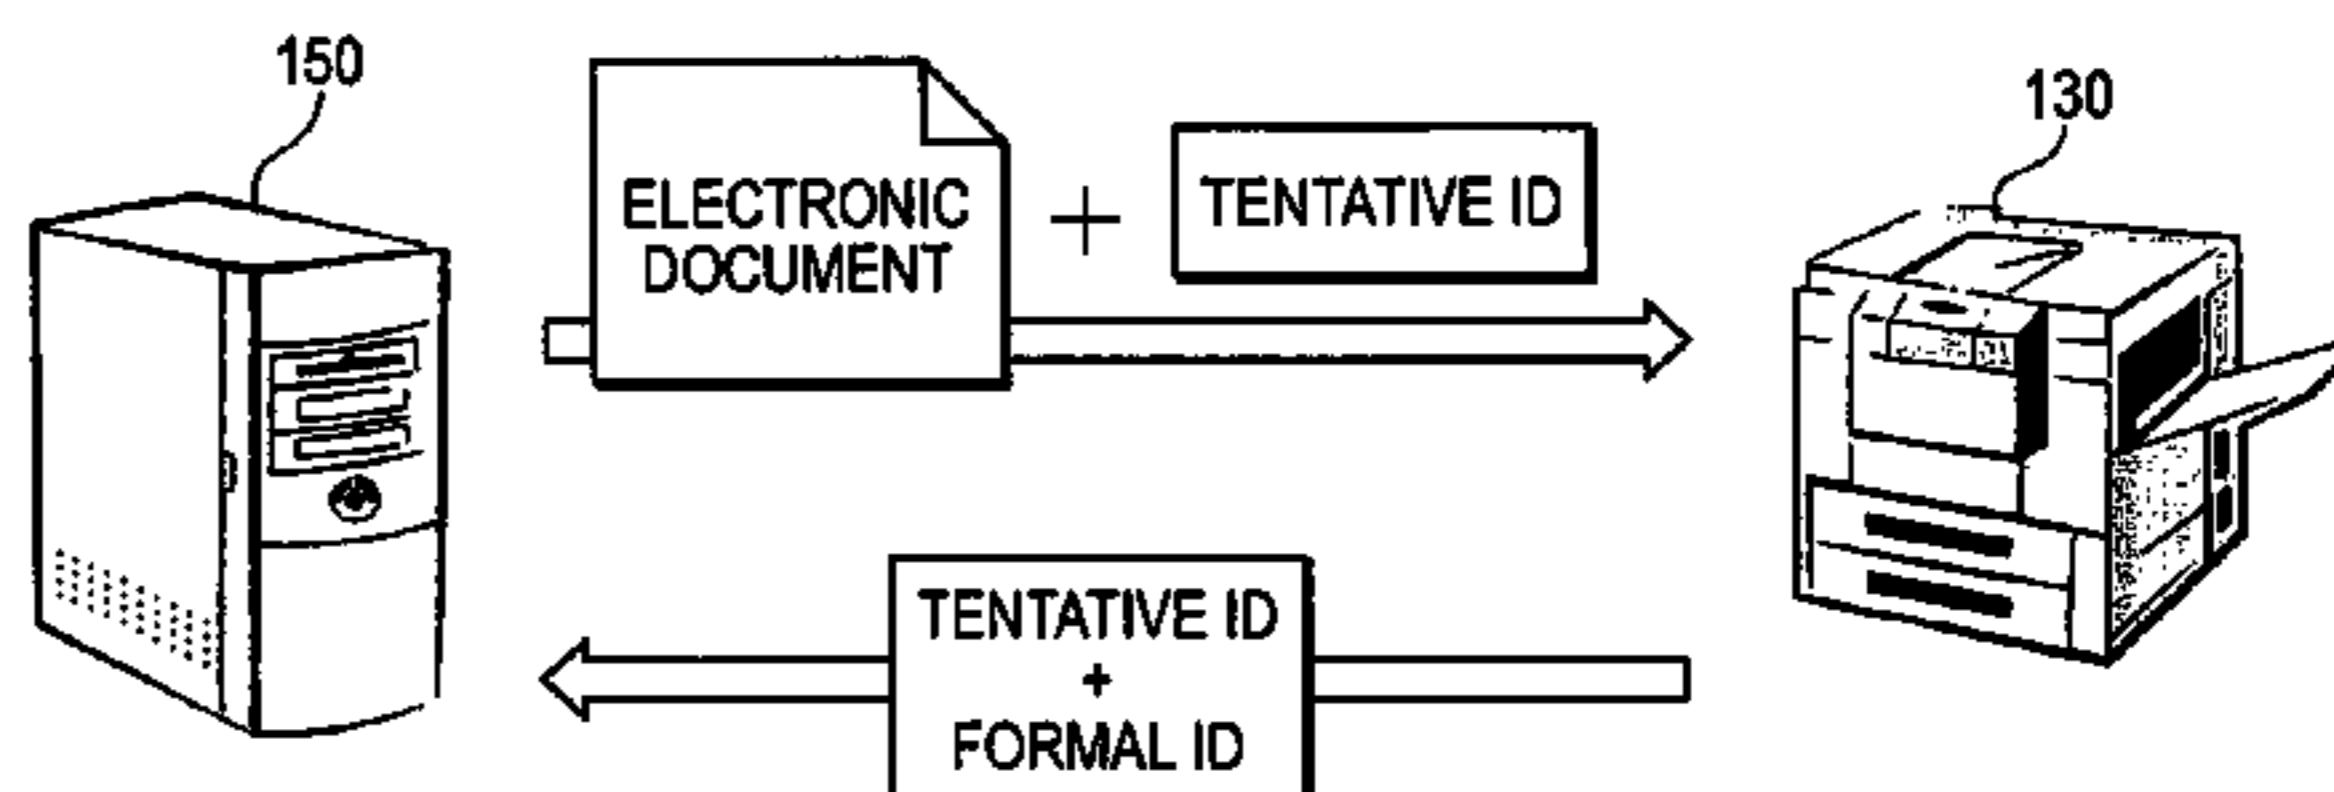 150
130
ELECTRONIC
DOCUMENT
+
TENTATIVE ID
TENTATIVE ID
+
FORMAL ID